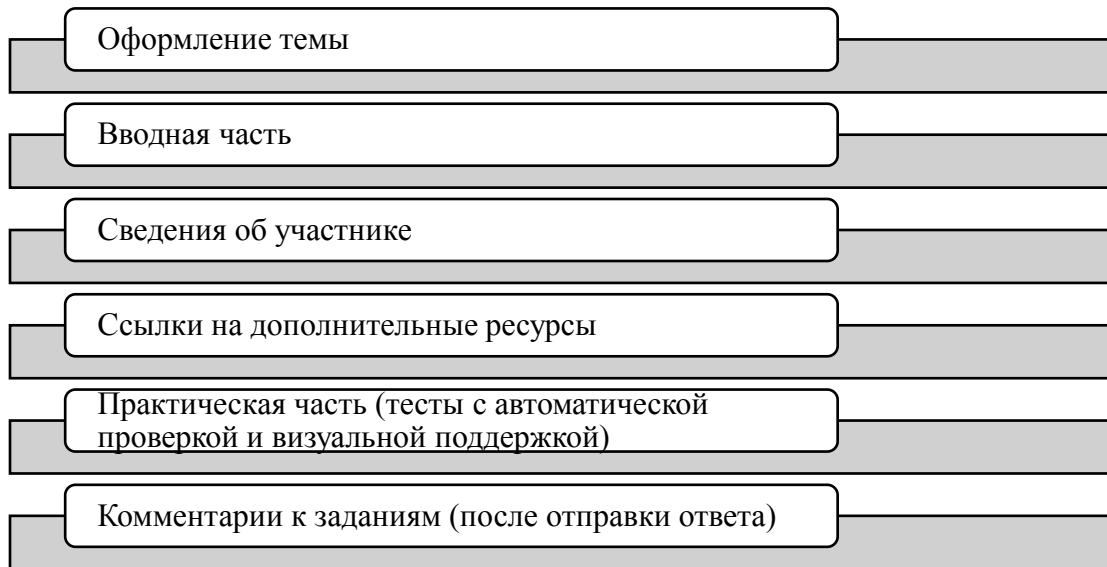 Оформление темы
Вводная часть
Сведения об участнике
Ссылки на дополнительные ресурсы
Практическая часть (тесты с автоматической
проверкой и визуальной поддержкой)
Комментарии к заданиям (после отправки ответа)